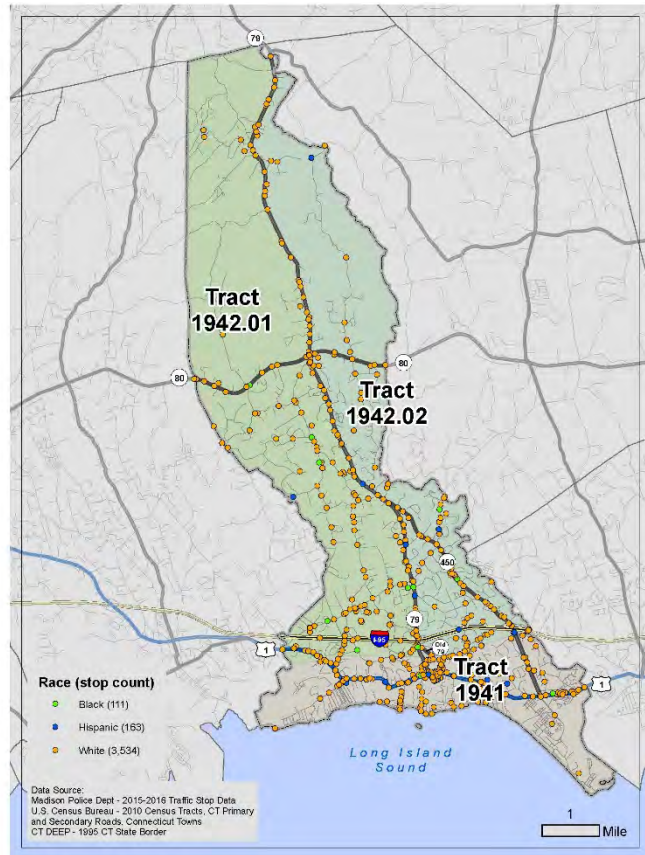 79
Tract
1942.01
80
80
Tract
1942.02
450
79
I-95
Old
79
1
Tract
1941
1
Race (stop count)
Black (111)
Hispanic (163)
White (3,534)
Long Island
Sound
Data Source:
Madison Police Dept - 2015-2016 Traffic Stop Data
U.S. Census Bureau - 2010 Census Tracts, CT Primary
and Secondary Roads, Connecticut Towns
CT DEEP - 1995 CT State Border
1
Mile